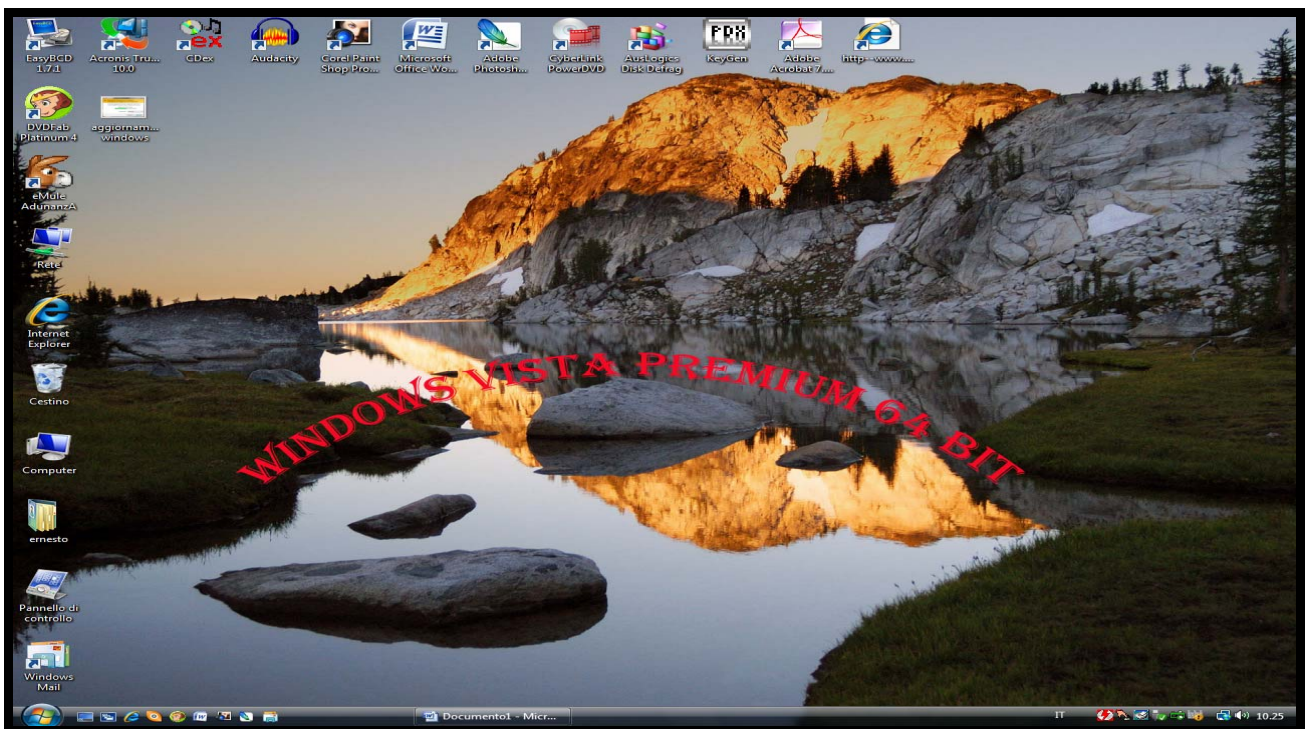 EasyBCD
1.7.1
Acronis Tru...
10.0
CDex
Audacity
Corel Paint
Shop Pro...
Microsoft
Office Wo...
Adobe
Photosh...
CyberLink
PowerDVD
AusLogics
Disk Defrag
KeyGen
Adobe
Acrobat 7....
http--www....
DVDFab
Platinum 4
aggiornam...
windows
eMule
AdunanzA
Rete
Internet
Explorer
Cestino
Computer
ernesto
Pannello di
controllo
Windows
Mail
WINDOWS VISTA PREMIUM 64 BIT
Documento1 - Micr...
IT
10.25